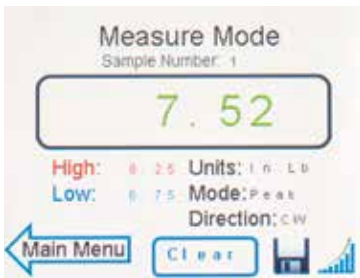 Measure Mode
Sample Number: 1
7.52
High: Units: In Lb
Low: Mode: Peak
Direction: CW
Main Menu Clear